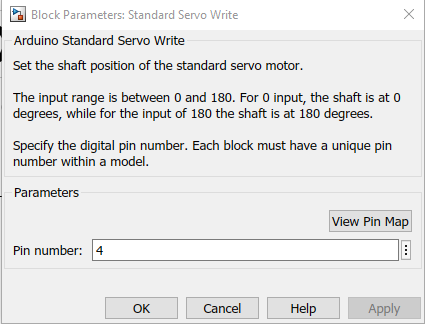 Block Parameters: Standard Servo Write
Arduino Standard Servo Write
Set the shaft position of the standard servo motor.
The input range is between 0 and 180. For 0 input, the shaft is at 0
degrees, while for the input of 180 the shaft is at 180 degrees.
Specify the digital pin number. Each block must have a unique pin
number within a model.
Parameters
View Pin Map
Pin number: 4
OK Cancel Help Apply